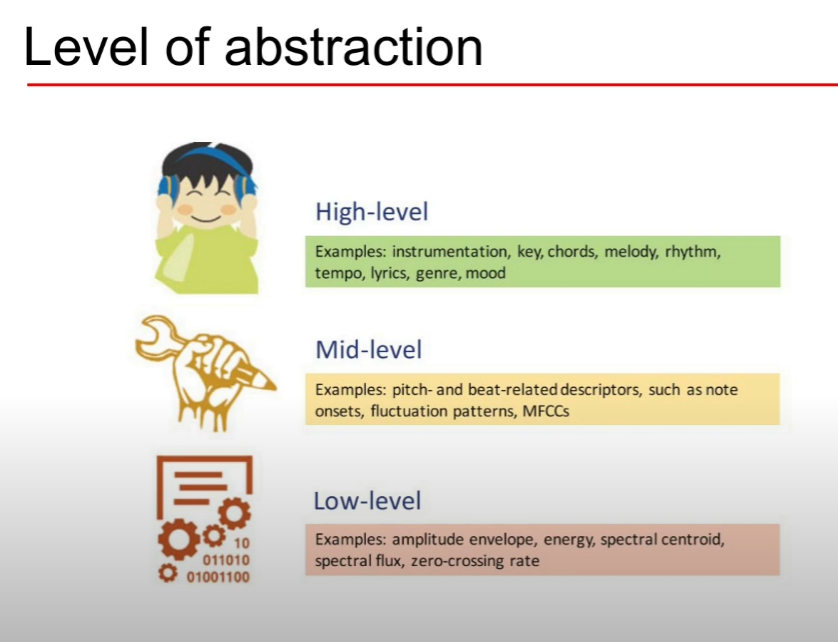 Level of abstraction
High-level
Examples: instrumentation, key, chords, melody, rhythm,
tempo, lyrics, genre, mood
Mid-level
Examples: pitch- and beat-related descriptors, such as note
onsets, fluctuation patterns, MFCCs
Low-level
Examples: amplitude envelope, energy, spectral centroid,
spectral flux, zero-crossing rate
10
011010
01001100